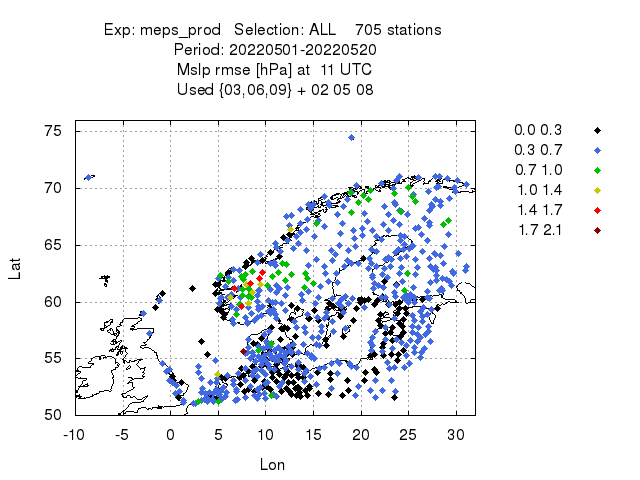 Exp: meps_prod   Selection: ALL    705 stations
Period: 20220501-20220520
Mslp rmse [hPa] at  11 UTC
Used {03,06,09} + 02 05 08
0.0 0.3
0.3 0.7
0.7 1.0
1.0 1.4
1.4 1.7
1.7 2.1
75
70
65
60
55
50
Lat
-10 -5 0 5 10 15 20 25 30
Lon